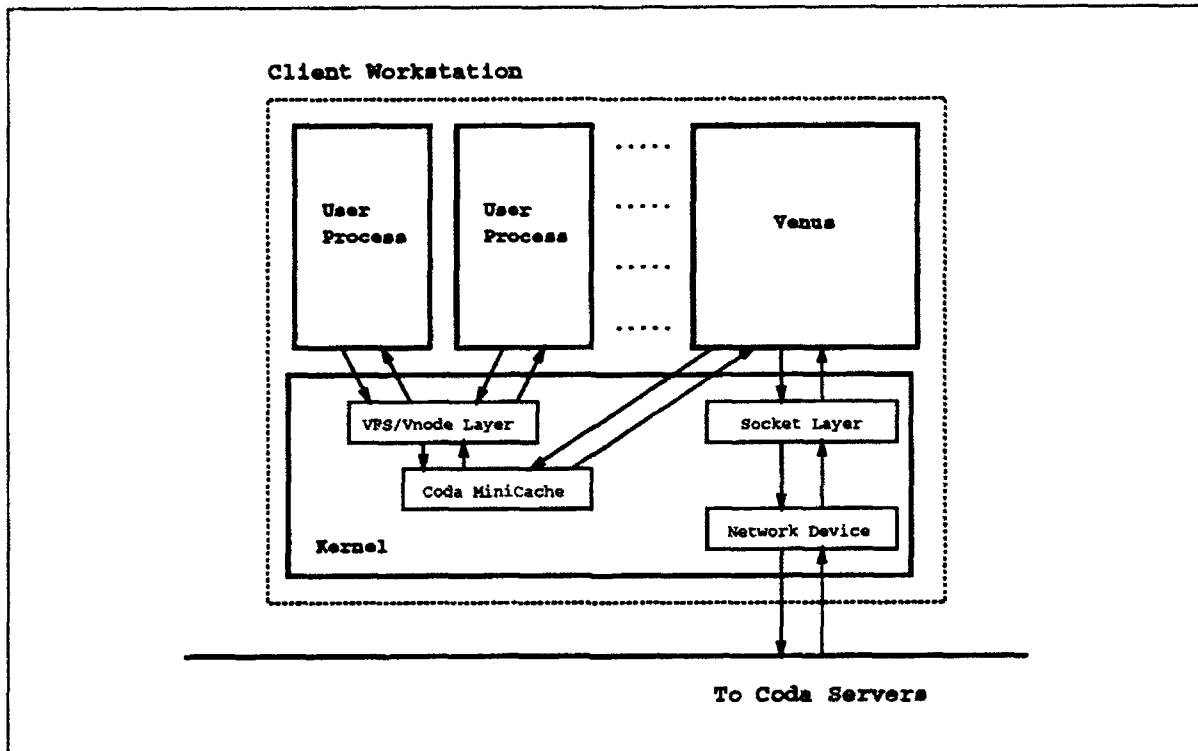 Client Workstation
User
Process
User
Process
.....
.....
.....
.....
Venus
VFS/Vnode Layer
Socket Layer
Coda MiniCache
Network Device
Kernel
To Coda Servers